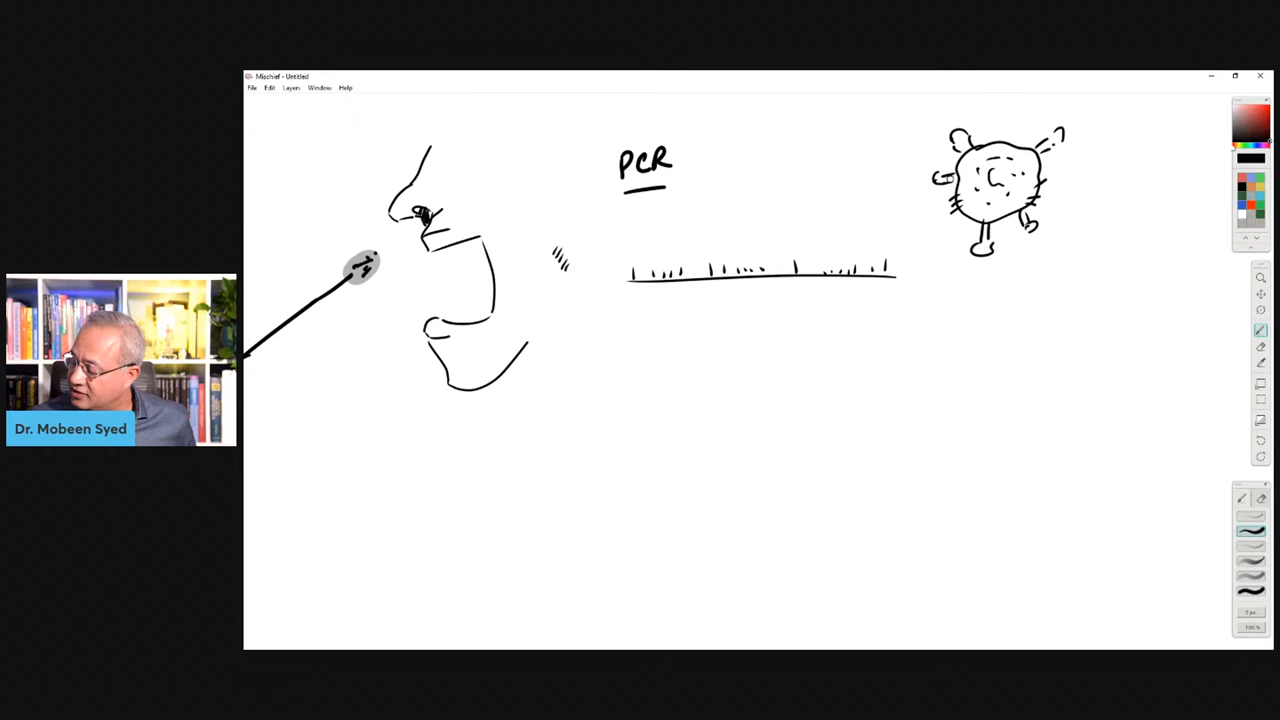 Mischief - Untitled
File Edit Layers Window Help
PCR
Dr. Mobeen Syed